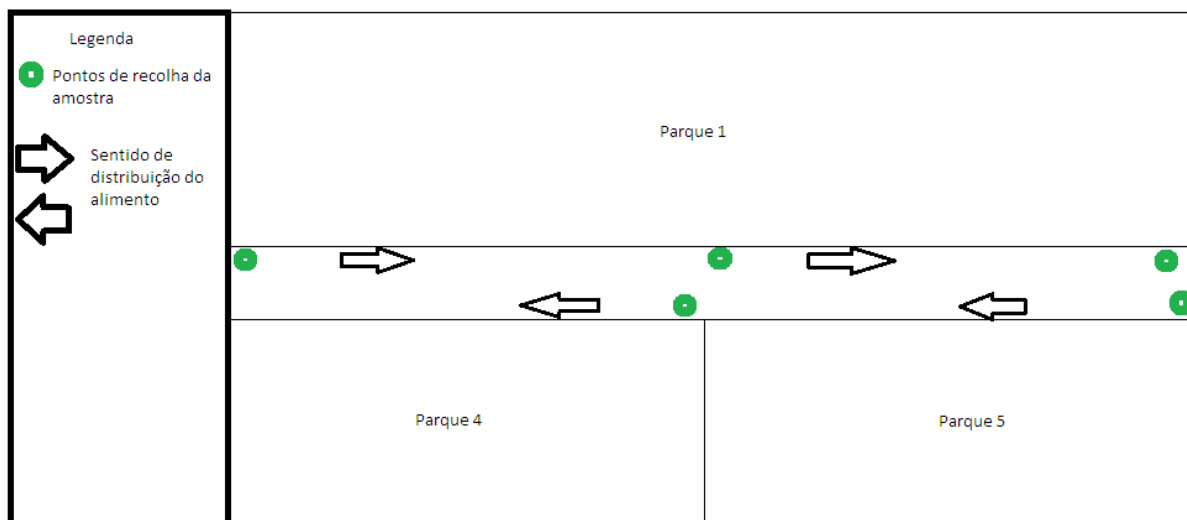 Legenda
Pontos de recolha da
amostra
Sentido de
distribuição do
alimento
Parque 1
Parque 4
Parque 5